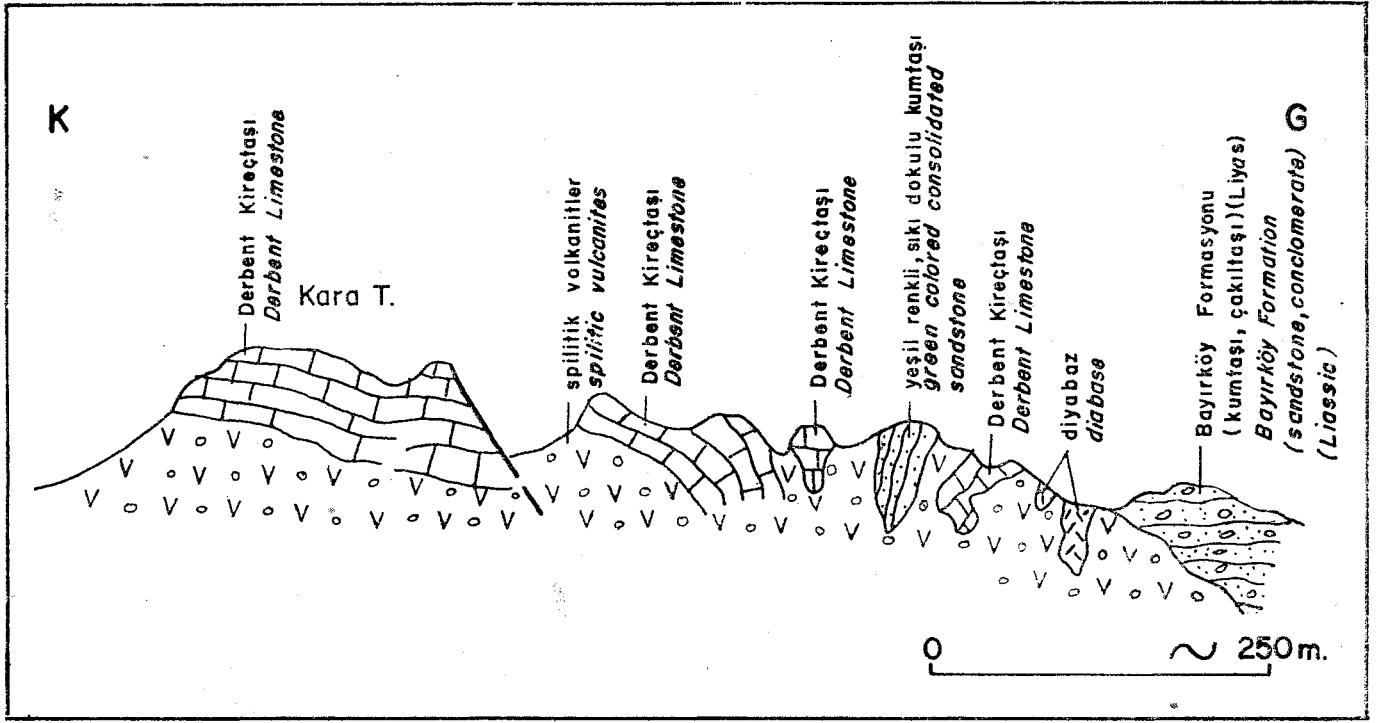 K
G
Derbent Kireçtaşı
Derbent Limestone
Kara T.
spilitik volkanitler
spilitic vulcanites
Derbent Kireçtaşı
Derbent Limestone
Derbent Kireçtaşı
Derbent Limestone
yeşil renkli, sıkı dokulu kumtaşı
green colored consolidated
sandstone
Derbent Kireçtaşı
Derbent Limestone
diyabaz
diabase
Bayırköy Formasyonu
(kumtaşı, çakıltaşı) (Liyas)
Bayırköy Formation
(sandstone, conclomerate)
(Liassic)
0 ~ 250 m.